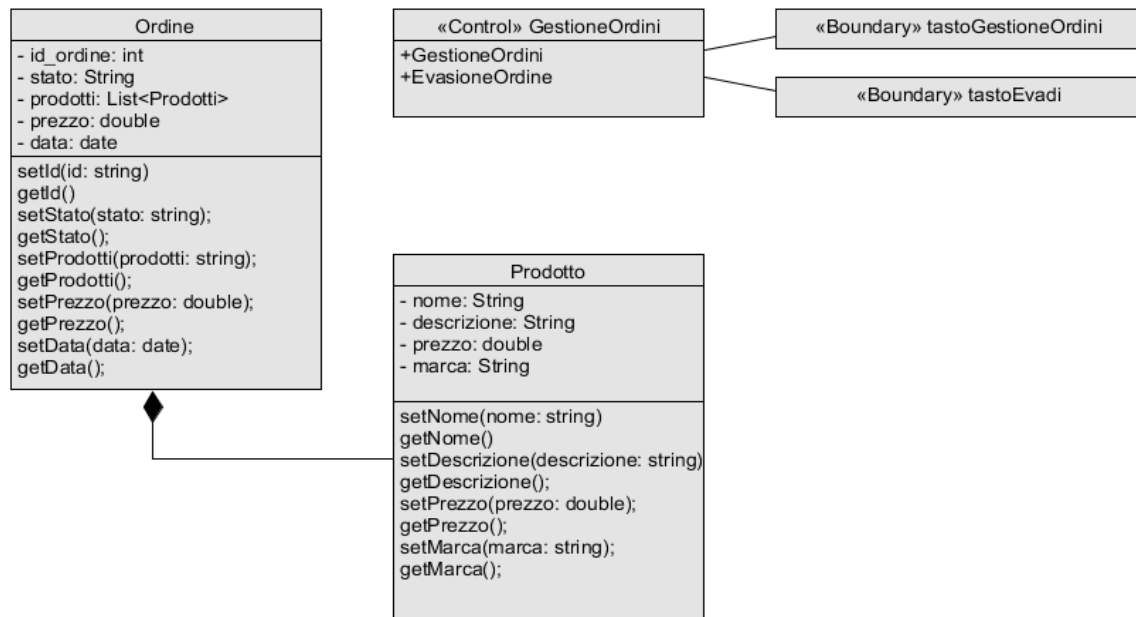 Ordine
- id_ordine: int
- stato: String
- prodotti: List<Prodotti>
- prezzo: double
- data: date
setId(id: string)
getId()
setStato(stato: string);
getStato();
setProdotti(prodotti: string);
getProdotti();
setPrezzo(prezzo: double);
getPrezzo();
setData(data: date);
getData();
«Control» GestioneOrdini
+GestioneOrdini
+EvasioneOrdine
«Boundary» tastoGestioneOrdini
«Boundary» tastoEvadi
Prodotto
- nome: String
- descrizione: String
- prezzo: double
- marca: String
setNome(nome: string)
getNome()
setDescrizione(descrizione: string)
getDescrizione();
setPrezzo(prezzo: double);
getPrezzo();
setMarca(marca: string);
getMarca();